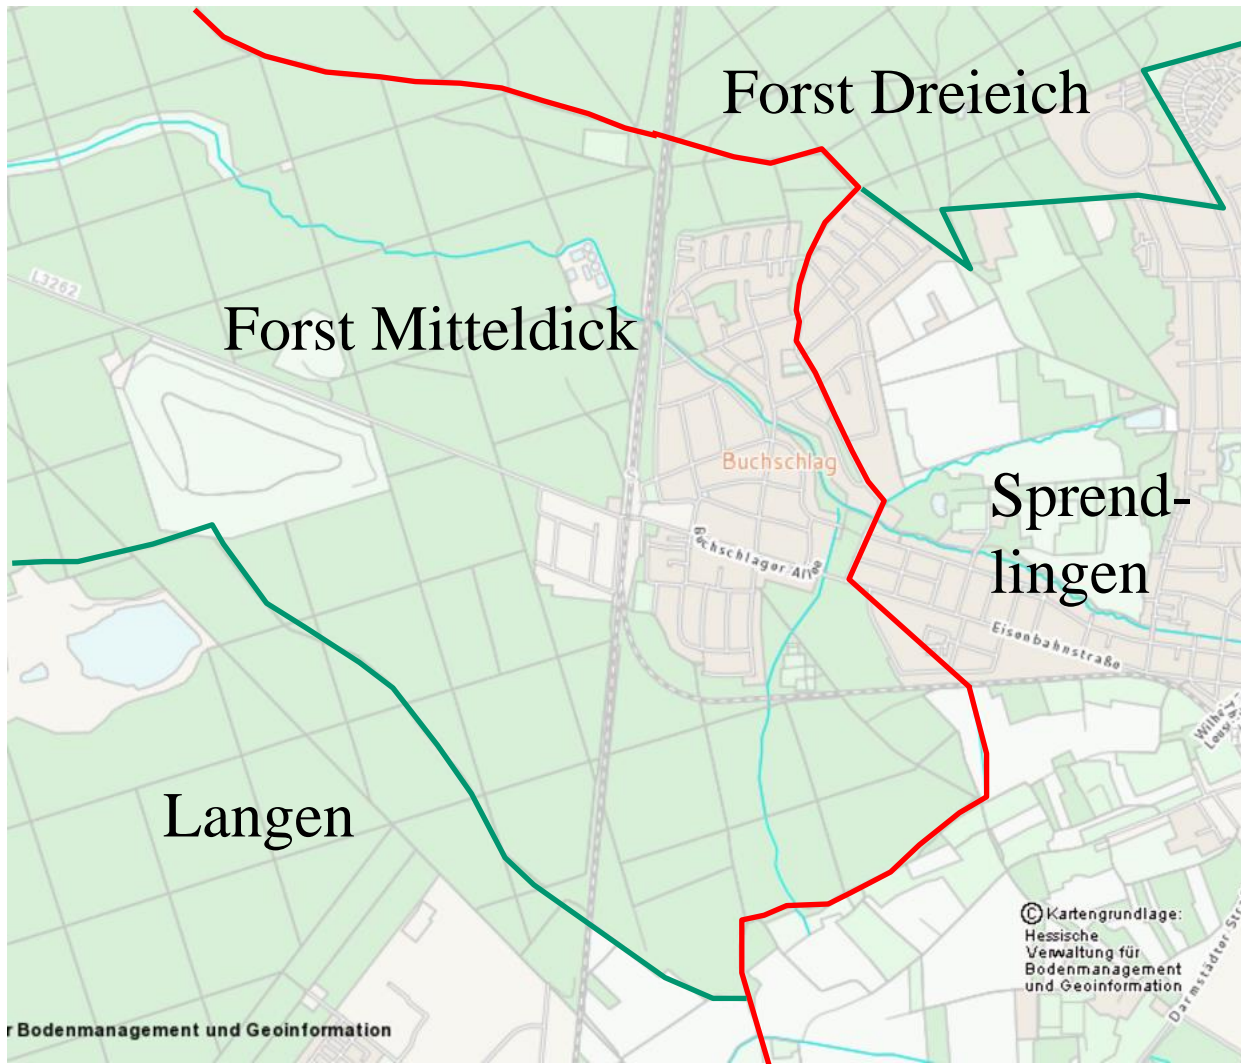 Forst Dreieich
L3262
Forst Mitteldick
Buchschlag
Sprend-
lingen
Buchschlager Allee
Eisenbahnstraße
Langen
© Kartengrundlage:
Hessische
Verwaltung für
Bodenmanagement
und Geoinformation
r Bodenmanagement und Geoinformation